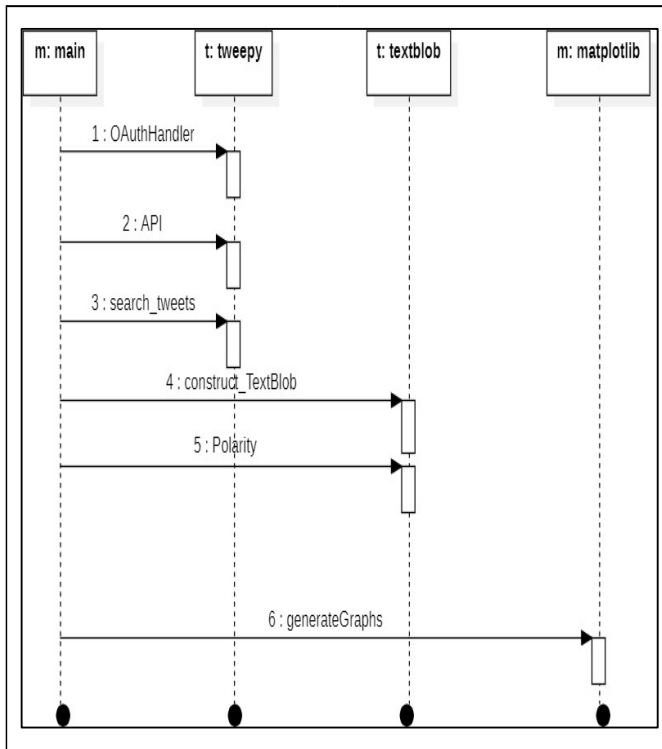 m: main
t: tweepy
t: textblob
m: matplotlib
1 : OAuthHandler
2 : API
3 : search_tweets
4 : construct_TextBlob
5 : Polarity
6 : generateGraphs